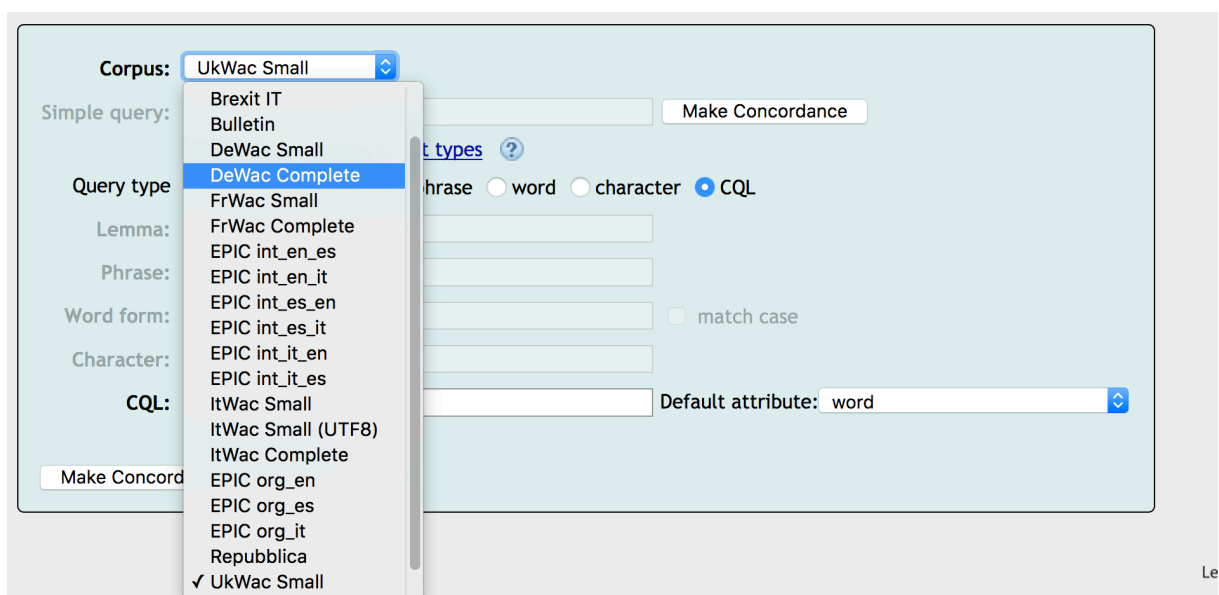 Corpus: UkWac Small
Brexit IT
Simple query: Make Concordance
Bulletin
DeWac Small t types ?
DeWac Complete
Query type hrase word character CQL
FrWac Small
Lemma: FrWac Complete
EPIC int_en_es
Phrase: EPIC int_en_it
EPIC int_es_en
Word form: match case
EPIC int_es_it
EPIC int_it_en
Character:
EPIC int_it_es
CQL: ItWac Small Default attribute: word
ItWac Small (UTF8)
ItWac Complete
Make Concord EPIC org_en
EPIC org_es
EPIC org_it
Repubblica
Le
✓ UkWac Small